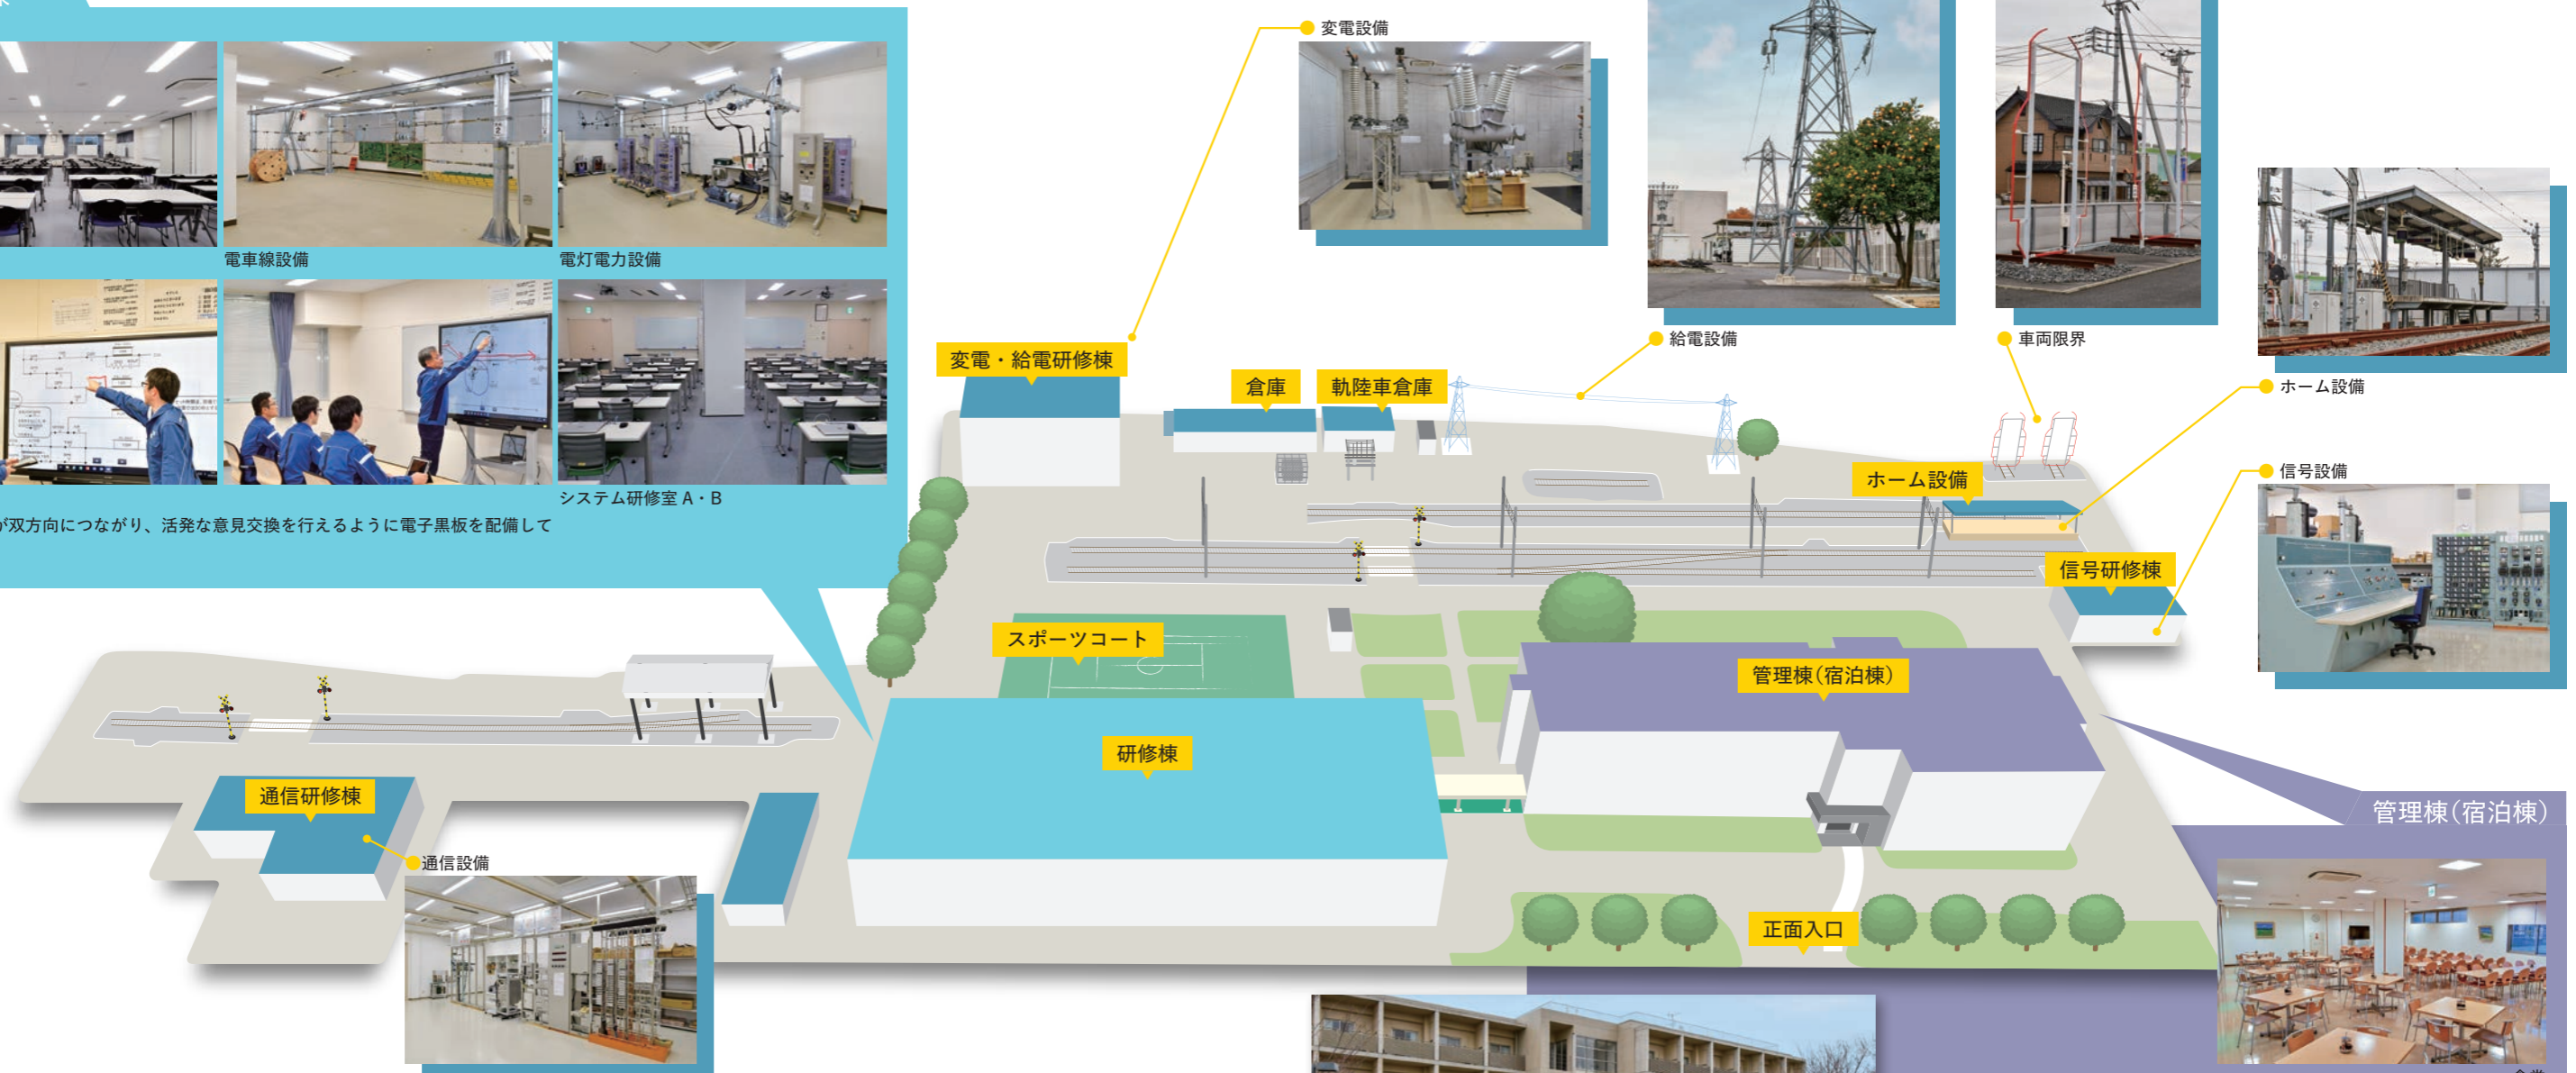 電車線設備
電灯電力設備
システム研修室 A・B
が双方向につながり、活発な意見交換を行えるように電子黒板を配備して
変電設備
給電設備
車両限界
ホーム設備
信号設備
変電・給電研修棟
倉庫
軌陸車倉庫
ホーム設備
信号研修棟
スポーツコート
管理棟(宿泊棟)
研修棟
通信研修棟
通信設備
正面入口
管理棟(宿泊棟)